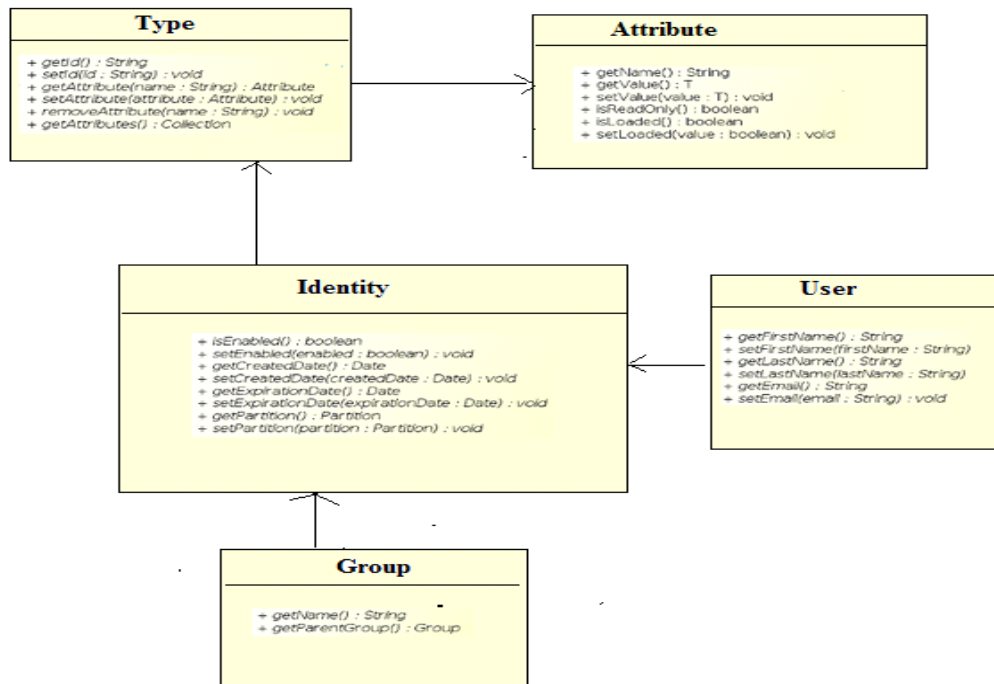 Type
+ getId() : String
+ setId(id : String) : void
+ getAttribute(name : String) : Attribute
+ setAttribute(attribute : Attribute) : void
+ removeAttribute(name : String) : void
+ getAttributes() : Collection
Attribute
+ getName() : String
+ getValue() : T
+ setValue(value : T) : void
+ isReadOnly() : boolean
+ isLoaded() : boolean
+ setLoaded(value : boolean) : void
Identity
+ isEnabled() : boolean
+ setEnabled(enabled : boolean) : void
+ getCreatedDate() : Date
+ setCreatedDate(createdDate : Date) : void
+ getExpirationDate() : Date
+ setExpirationDate(expirationDate : Date) : void
+ getPartition() : Partition
+ setPartition(partition : Partition) : void
User
+ getFirstName() : String
+ setFirstName(firstName : String)
+ getLastName() : String
+ setLastName(lastName : String)
+ getEmail() : String
+ setEmail(email : String) : void
Group
+ getName() : String
+ getParentGroup() : Group